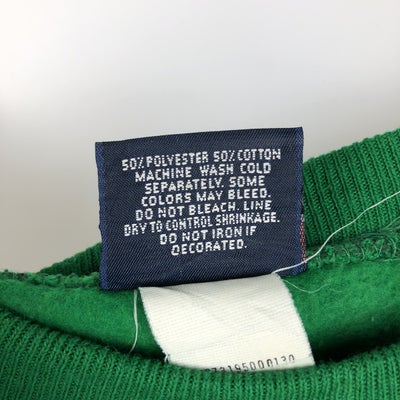 50% POLYESTER 50% COTTON
MACHINE WASH COLD
SEPARATELY. SOME
COLORS MAY BLEED.
DO NOT BLEACH. LINE
DRY TO CONTROL SHRINKAGE.
DO NOT IRON IF
DECORATED.